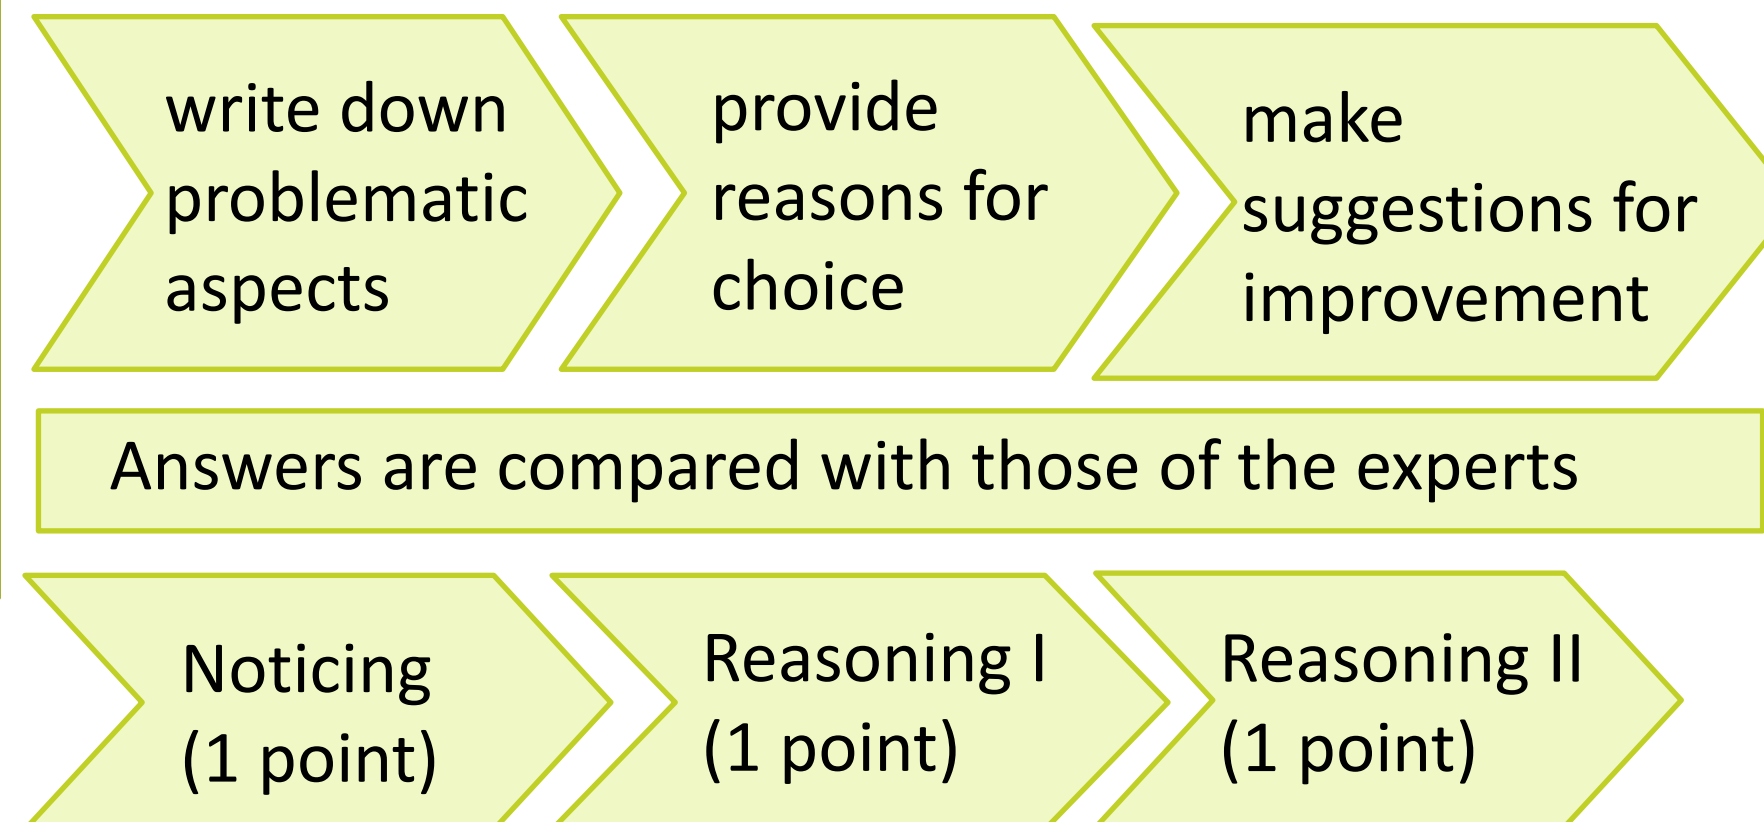 write down
problematic
aspects
provide
reasons for
choice
make
suggestions for
improvement
Answers are compared with those of the experts
Noticing
(1 point)
Reasoning I
(1 point)
Reasoning II
(1 point)